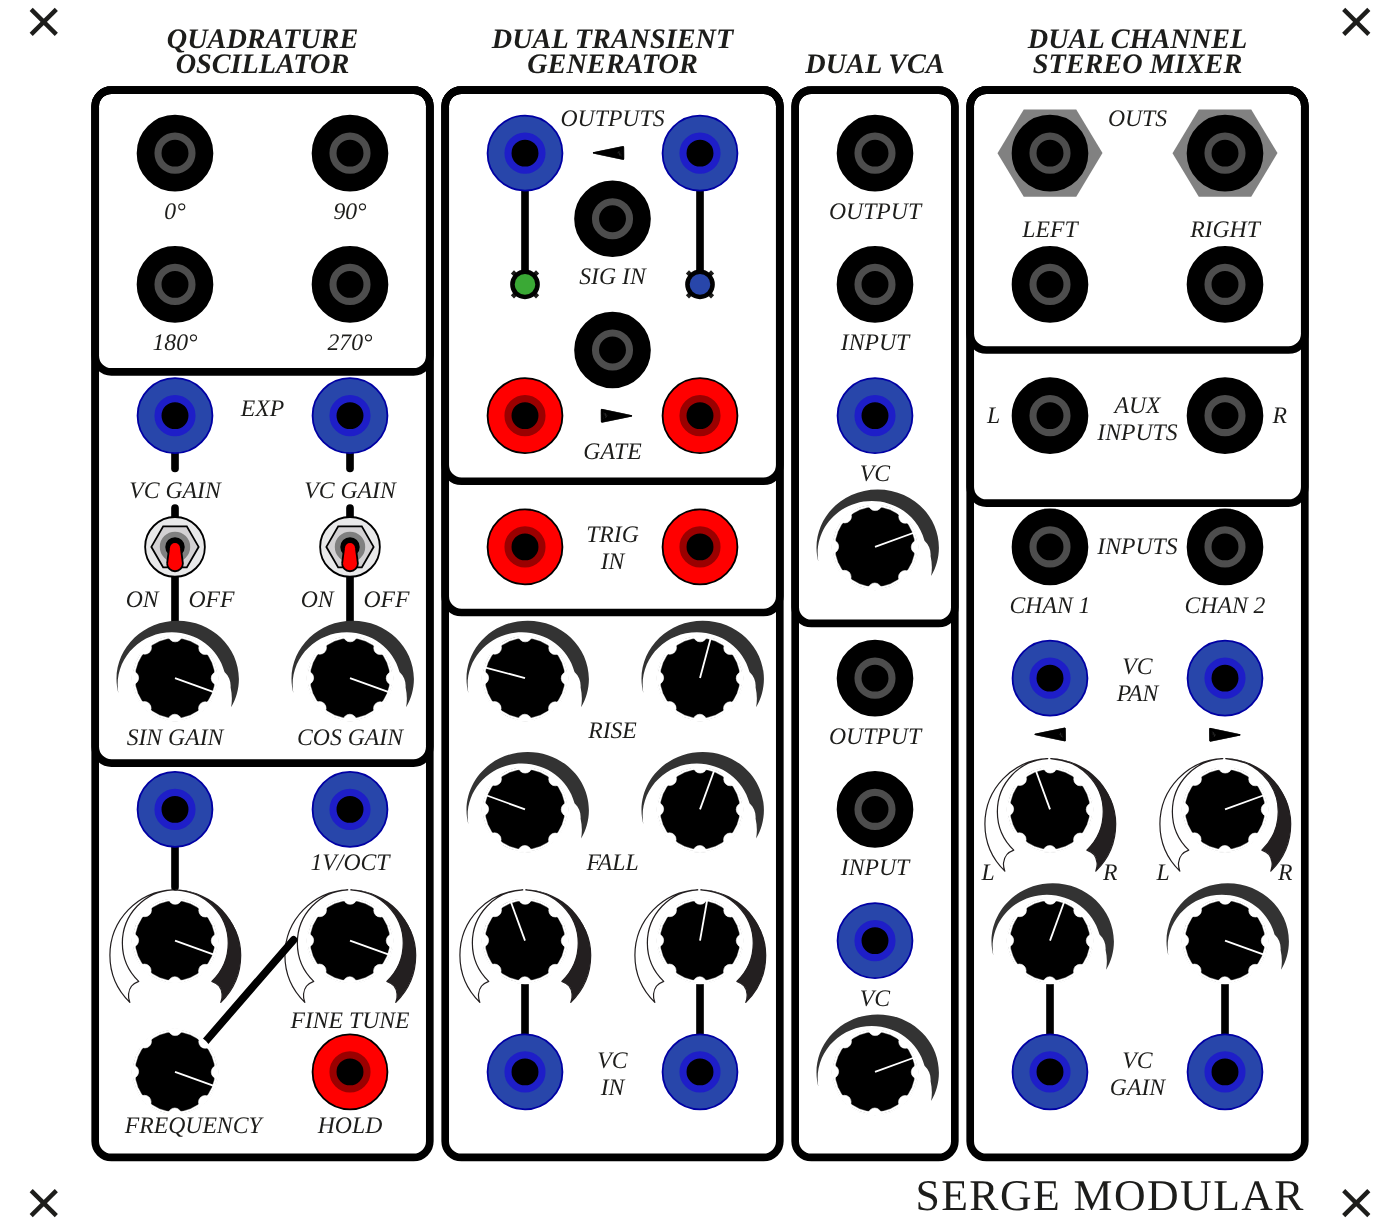 QUADRATURE
OSCILLATOR
0°
90°
180°
270°
EXP
VC GAIN
VC GAIN
ON
OFF
ON
OFF
SIN GAIN
COS GAIN
1V/OCT
FINE TUNE
FREQUENCY
HOLD
DUAL TRANSIENT
GENERATOR
OUTPUTS
SIG IN
GATE
TRIG
IN
RISE
FALL
VC
IN
DUAL VCA
OUTPUT
INPUT
VC
OUTPUT
INPUT
VC
DUAL CHANNEL
STEREO MIXER
OUTS
LEFT
RIGHT
L
AUX
INPUTS
R
INPUTS
CHAN 1
CHAN 2
VC
PAN
L
R
L
R
VC
GAIN
SERGE MODULAR